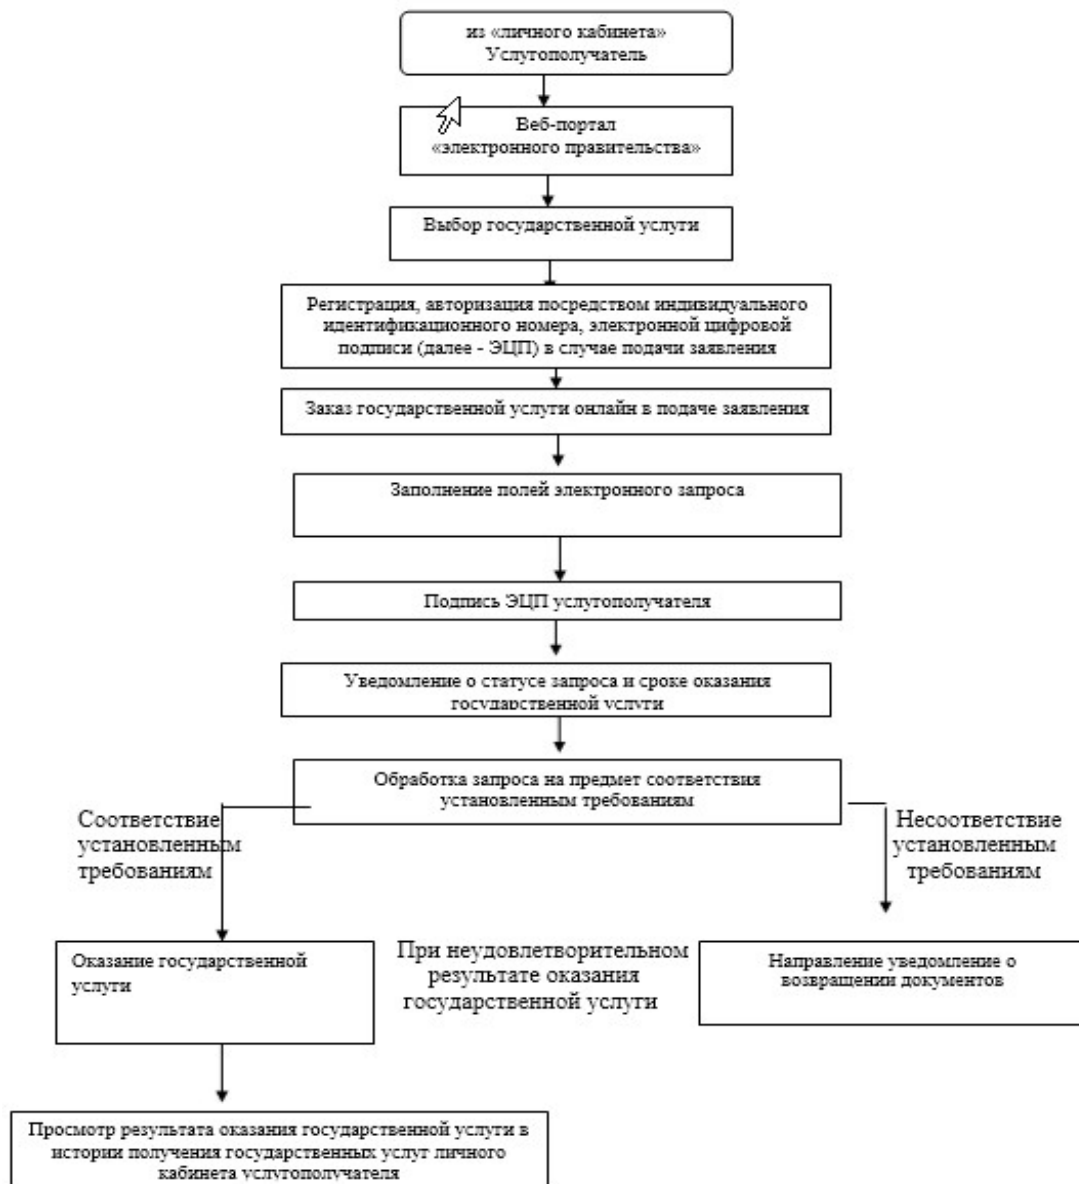 из «личного кабинета»
Услугополучатель
Веб-портал
«электронного правительства»
Выбор государственной услуги
Регистрация, авторизация посредством индивидуального
идентификационного номера, электронной цифровой
подписи (далее - ЭЦП) в случае подачи заявления
Заказ государственной услуги онлайн в подаче заявления
Заполнение полей электронного запроса
Подпись ЭЦП услугополучателя
Уведомление о статусе запроса и сроке оказания
государственной услуги
Обработка запроса на предмет соответствия
установленным требованиям
Соответствие
установленным
требованиям
Несоответствие
установленным
требованиям
Оказание государственной
услуги
При неудовлетворительном
результате оказания
государственной услуги
Направление уведомление о
возвращении документов
Просмотр результата оказания государственной услуги в
истории получения государственных услуг личного
кабинета услугополучателя